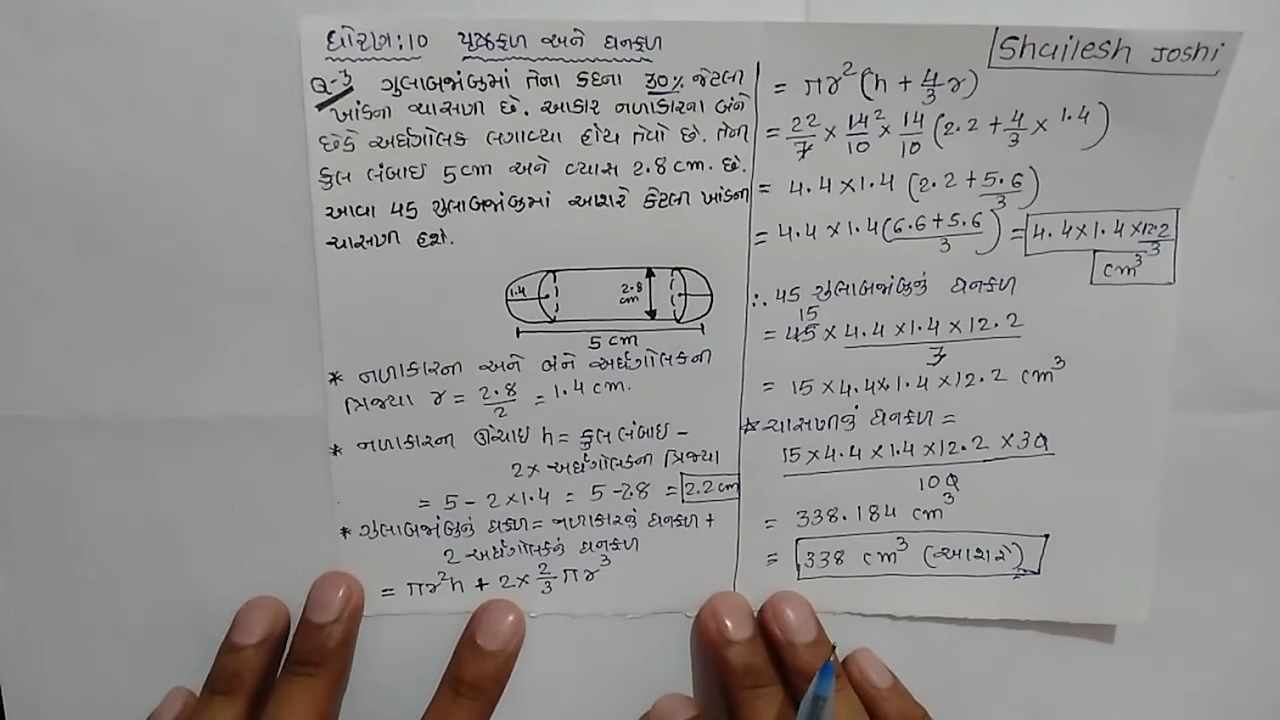 ધોરણ:10 પૃષ્ઠફળ અને ઘનફળ
Shailesh Joshi
Q-3 ગુલાબજાંબુમાં તેના કદના 30% જેટલી
ખાંડની ચાસણી છે. આકાર નળાકારના બંને
છેડે અર્ધગોલક લગાવ્યા હોય તેવો છે. તેની
કુલ લંબાઇ 5cm અને વ્યાસ 2.8cm. છે.
આવા 45 ગુલાબજાંબુમાં આશરે કેટલી ખાંડની
ચાસણી હશે.
1.4
2.8
cm
5 cm
* નળાકારની અને બંને અર્ધગોલકની
ત્રિજ્યા r = 2.8/2 = 1.4 cm.
* નળાકારની ઊંચાઇ h = કુલ લંબાઇ -
2 x અર્ધગોલકની ત્રિજ્યા
= 5 - 2 x 1.4 = 5 - 2.8 = 2.2 cm
* ગુલાબજાંબુનું ઘફળ = નળાકારનું ઘનફળ +
2 અર્ધગોલકનું ઘનફળ
= πr²h + 2 x 2/3 πr³
= πr² (h + 4/3 r)
= 22/7 x 14²/10 x 14/10 (2.2 + 4/3 x 1.4)
= 4.4 x 1.4 (2.2 + 5.6/3)
= 4.4 x 1.4 (6.6 + 5.6/3) = 4.4 x 1.4 x 12.2/3
cm³
∴ 45 ગુલાબજાંબુનું ઘનફળ
15
= 45 x 4.4 x 1.4 x 12.2/3
= 15 x 4.4 x 1.4 x 12.2 cm³
* ચાસણીનું ઘનફળ =
15 x 4.4 x 1.4 x 12.2 x 30
100
= 338.184 cm³
= 338 cm³ (આશરે)